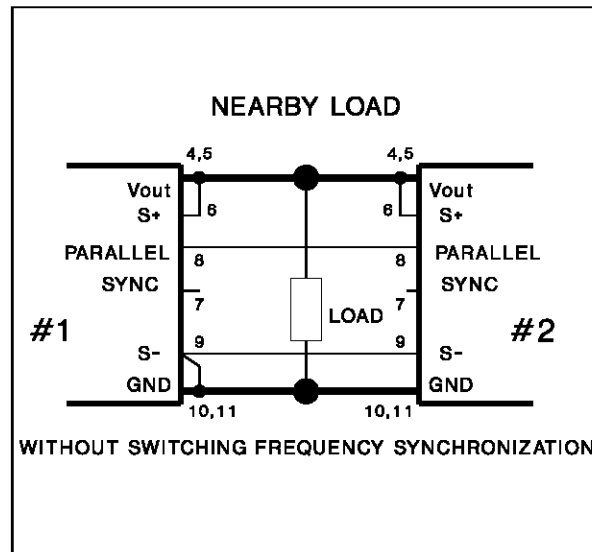 NEARBY LOAD
4,5 4,5
Vout Vout
S+ 6 6 S+
PARALLEL PARALLEL
8 8
SYNC SYNC
7 7
#1 LOAD #2
9 9
S- S-
GND GND
10,11 10,11
WITHOUT SWITCHING FREQUENCY SYNCHRONIZATION